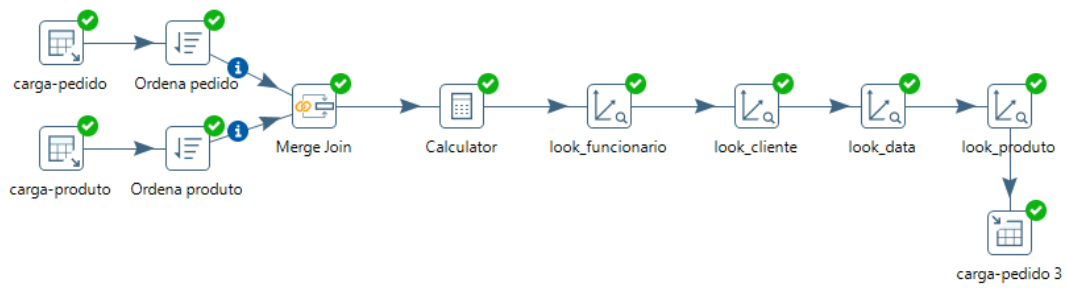 carga-pedido
Ordena pedido
carga-produto
Ordena produto
Merge Join
Calculator
look_funcionario
look_cliente
look_data
look_produto
carga-pedido 3